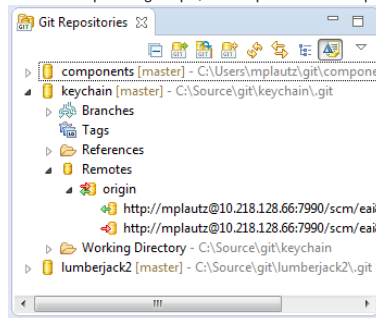 Git Repositories
components [master] - C:\Users\mplautz\git\compone
keychain [master] - C:\Source\git\keychain\.git
Branches
Tags
References
Remotes
origin
http://mplautz@10.218.128.66:7990/scm/eai
http://mplautz@10.218.128.66:7990/scm/eai
Working Directory - C:\Source\git\keychain
lumberjack2 [master] - C:\Source\git\lumberjack2\.git